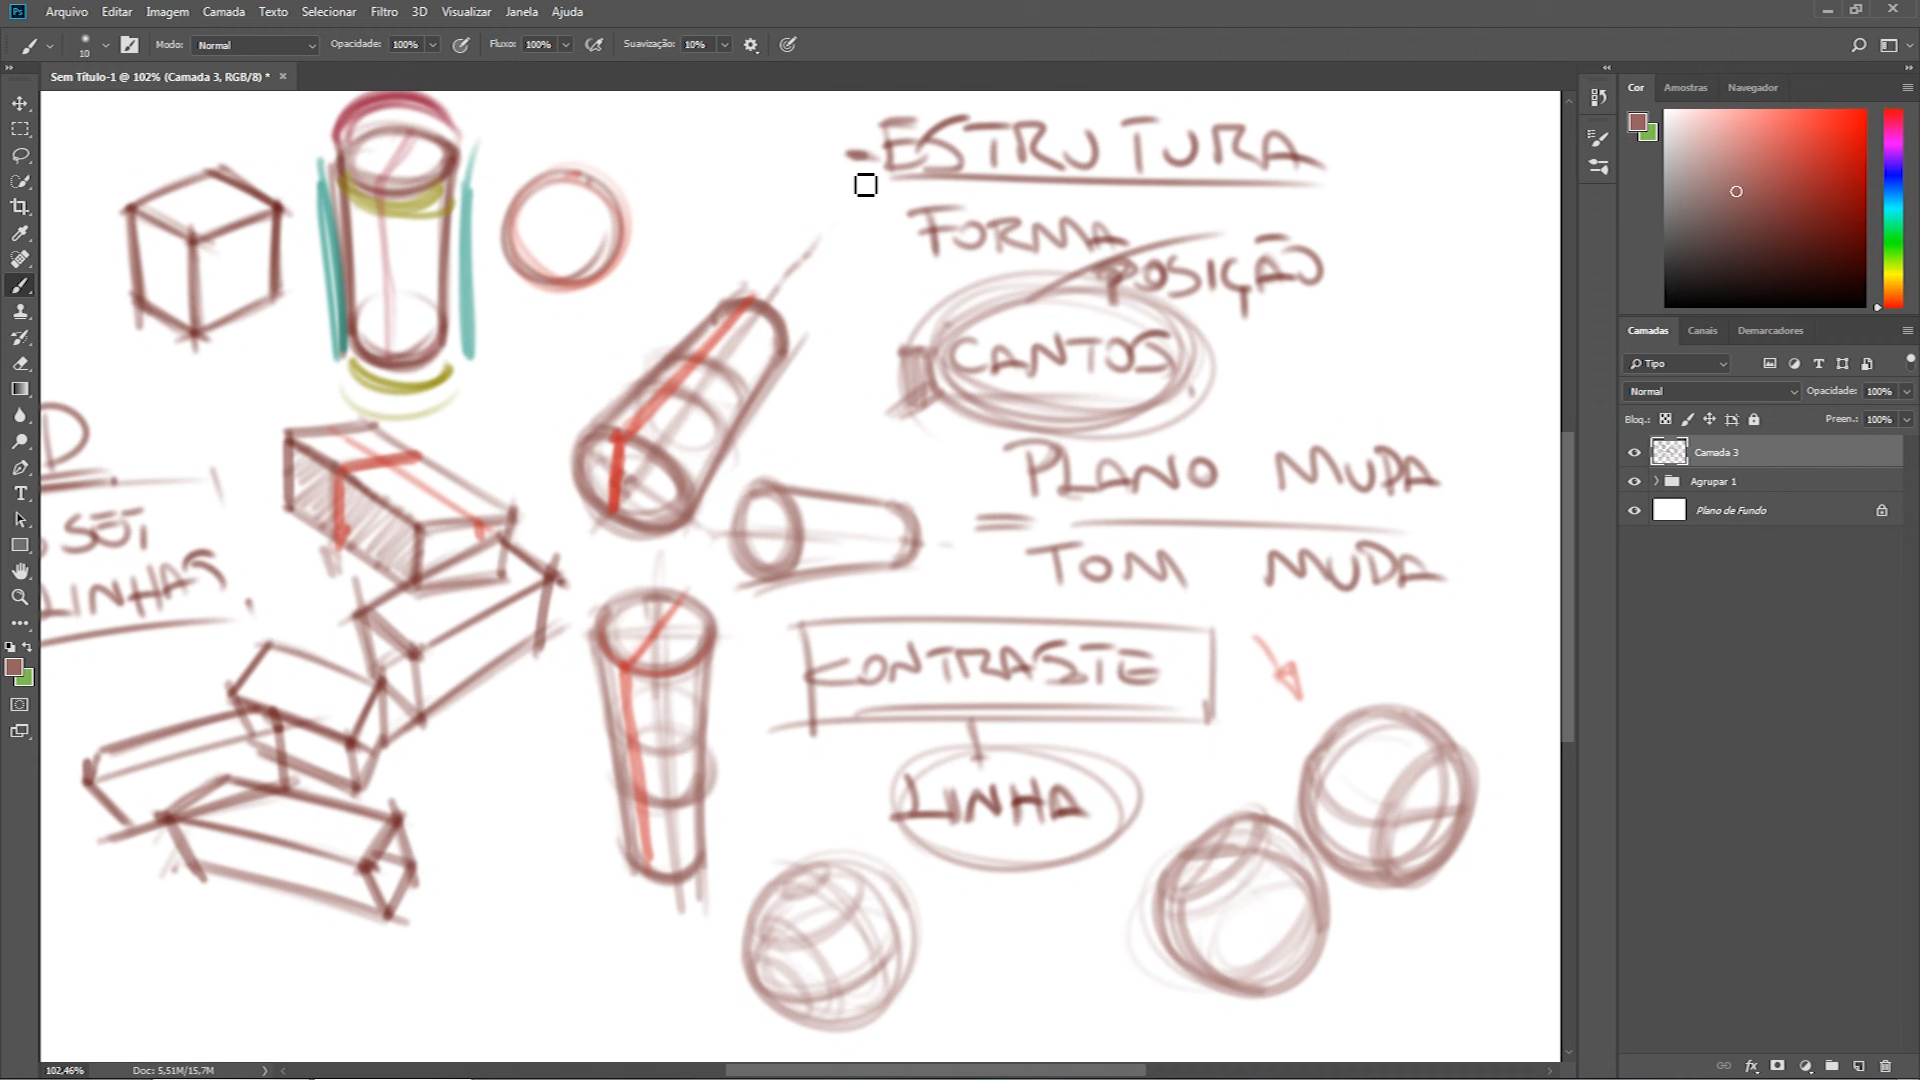 Ps Arquivo Editar Imagem Camada Texto Selecionar Filtro 3D Visualizar Janela Ajuda
10 Modo: Normal Opacidade: 100% Fluxo: 100% Suavização: 10%
Sem Título-1 @ 102% (Camada 3, RGB/8) *
-ESTRUTURA
FORMA
POSIÇÃO
CANTOS
PLANO MUDA
= TOM MUDA
CONTRASTE
LINHA
D
SEI
LINHAS
Cor Amostras Navegador
Camadas Canais Demarcadores
Tipo
Normal Opacidade: 100%
Bloq.: Preen.: 100%
Camada 3
Agrupar 1
Plano de Fundo
102,46% Doc: 5,51M/15,7M